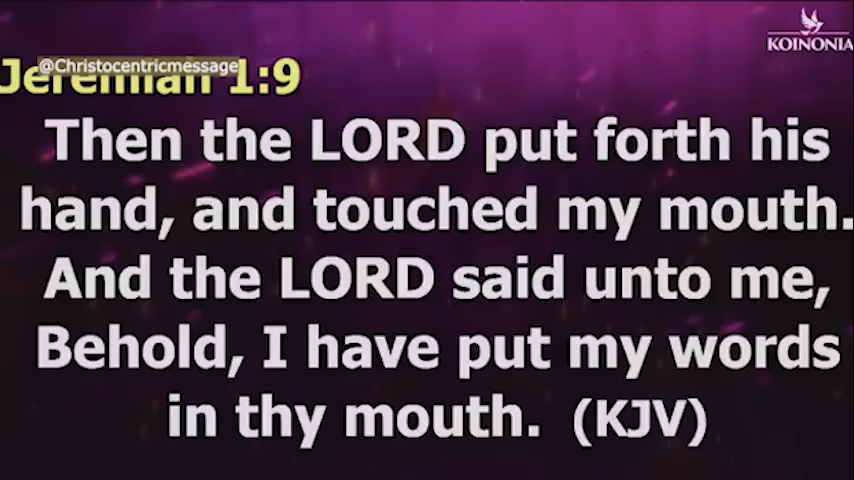 KOINONIA
@Christocentricmessage
Jeremiah 1:9
Then the LORD put forth his
hand, and touched my mouth.
And the LORD said unto me,
Behold, I have put my words
in thy mouth. (KJV)